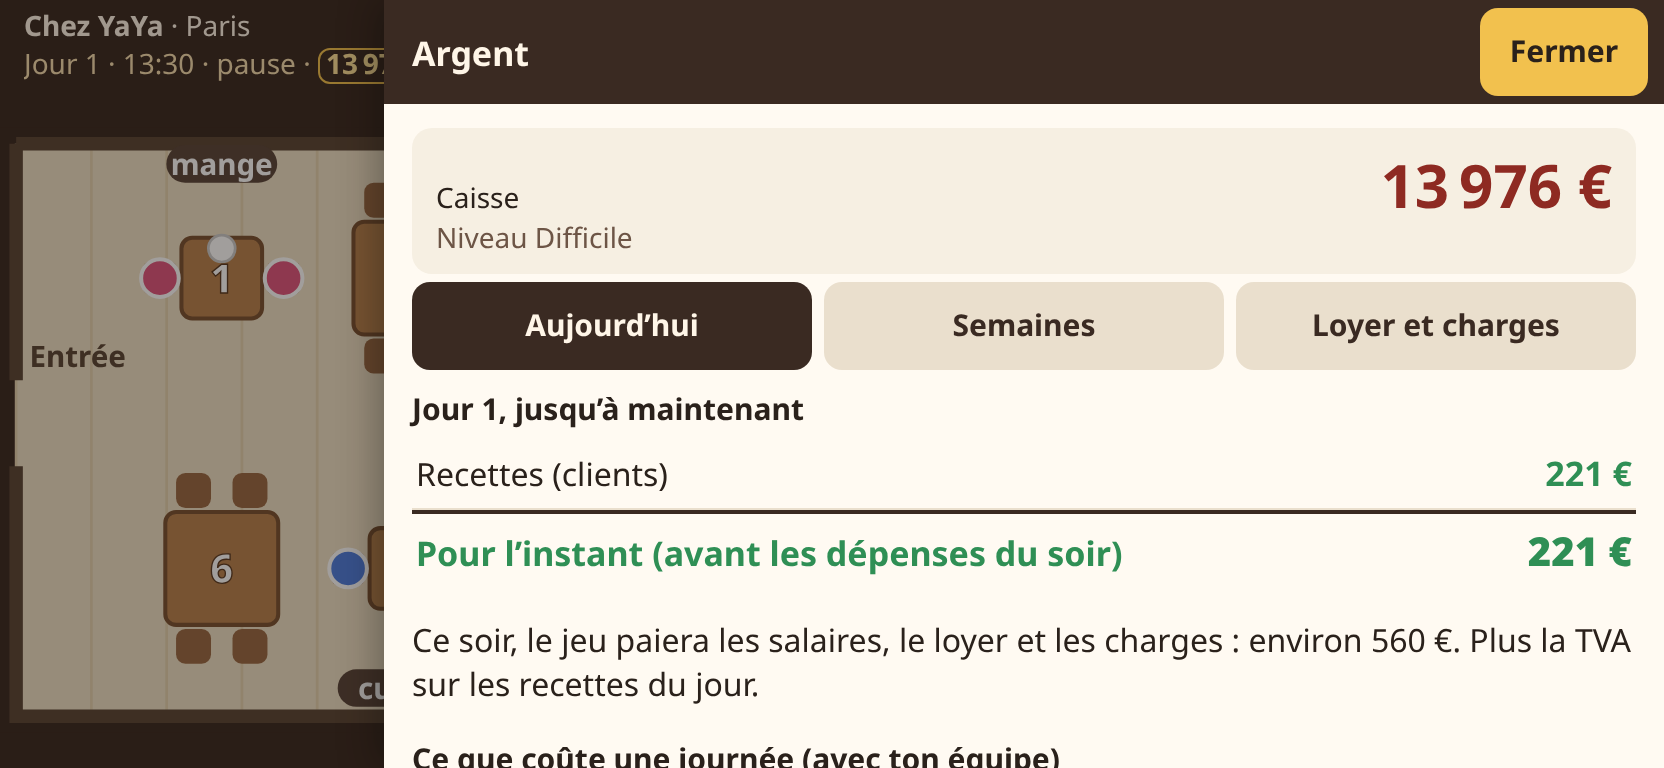 Chez YaYa · Paris
Jour 1 · 13:30 · pause · 13 97
mange
1
Entrée
6
Argent
Fermer
Caisse
Niveau Difficile
13 976 €
Aujourd’hui
Semaines
Loyer et charges
Jour 1, jusqu’à maintenant
Recettes (clients) 221 €
Pour l’instant (avant les dépenses du soir) 221 €
Ce soir, le jeu paiera les salaires, le loyer et les charges : environ 560 €. Plus la TVA
sur les recettes du jour.
Ce que coûte une journée (avec ton équipe)